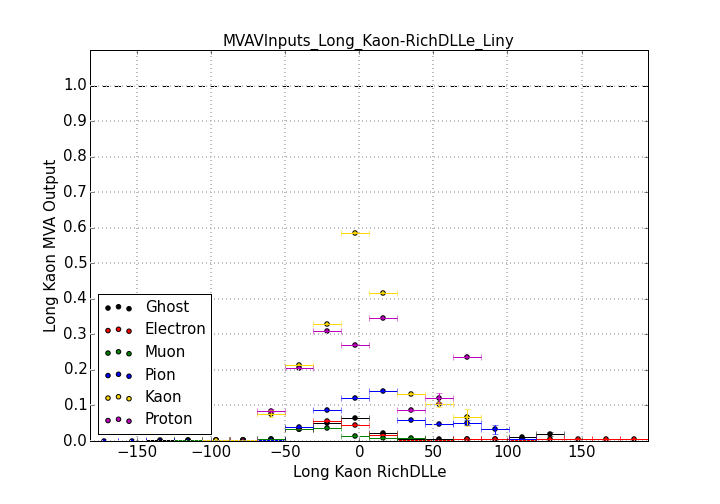 MVAVInputs_Long_Kaon-RichDLLe_Liny
Long Kaon MVA Output
1.0
0.9
0.8
0.7
0.6
0.5
0.4
0.3
0.2
0.1
0.0
Ghost
Electron
Muon
Pion
Kaon
Proton
−150 −100 −50 0 50 100 150
Long Kaon RichDLLe